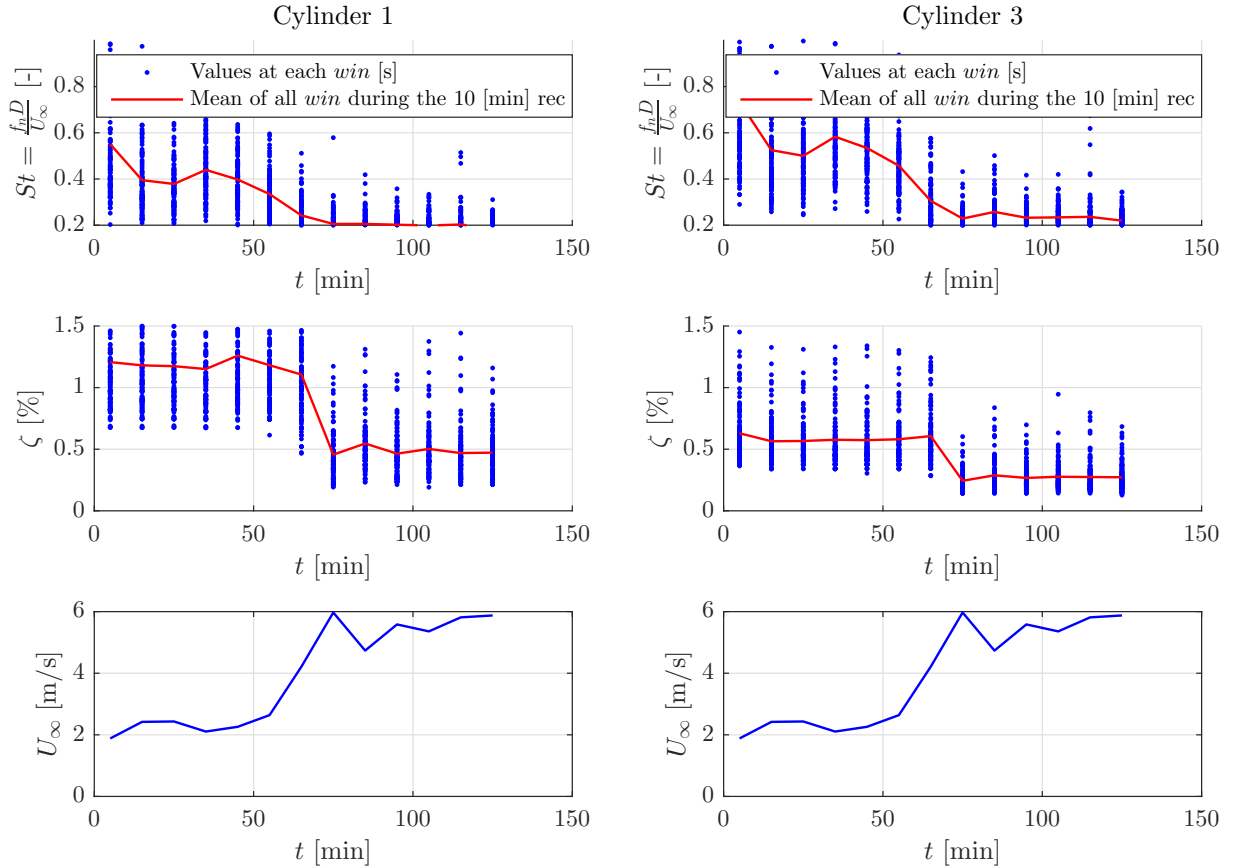 Cylinder 1
0.8
0.6
0.4
0.2
St = f_n D / U_∞ [-]
Values at each win [s]
Mean of all win during the 10 [min] rec
0 50 100 150
t [min]
1.5
1
0.5
0
ζ [%]
0 50 100 150
t [min]
6
4
2
0
U_∞ [m/s]
0 50 100 150
t [min]
Cylinder 3
0.8
0.6
0.4
0.2
St = f_n D / U_∞ [-]
Values at each win [s]
Mean of all win during the 10 [min] rec
0 50 100 150
t [min]
1.5
1
0.5
0
ζ [%]
0 50 100 150
t [min]
6
4
2
0
U_∞ [m/s]
0 50 100 150
t [min]